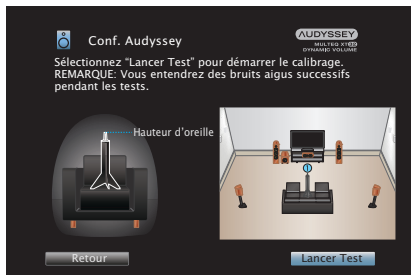 Conf. Audyssey
AUDYSSEY
MULTEQ XT32
DYNAMIC VOLUME
Sélectionnez “Lancer Test” pour démarrer le calibrage.
REMARQUE: Vous entendrez des bruits aigus successifs
pendant les tests.
Hauteur d’oreille
Retour
Lancer Test